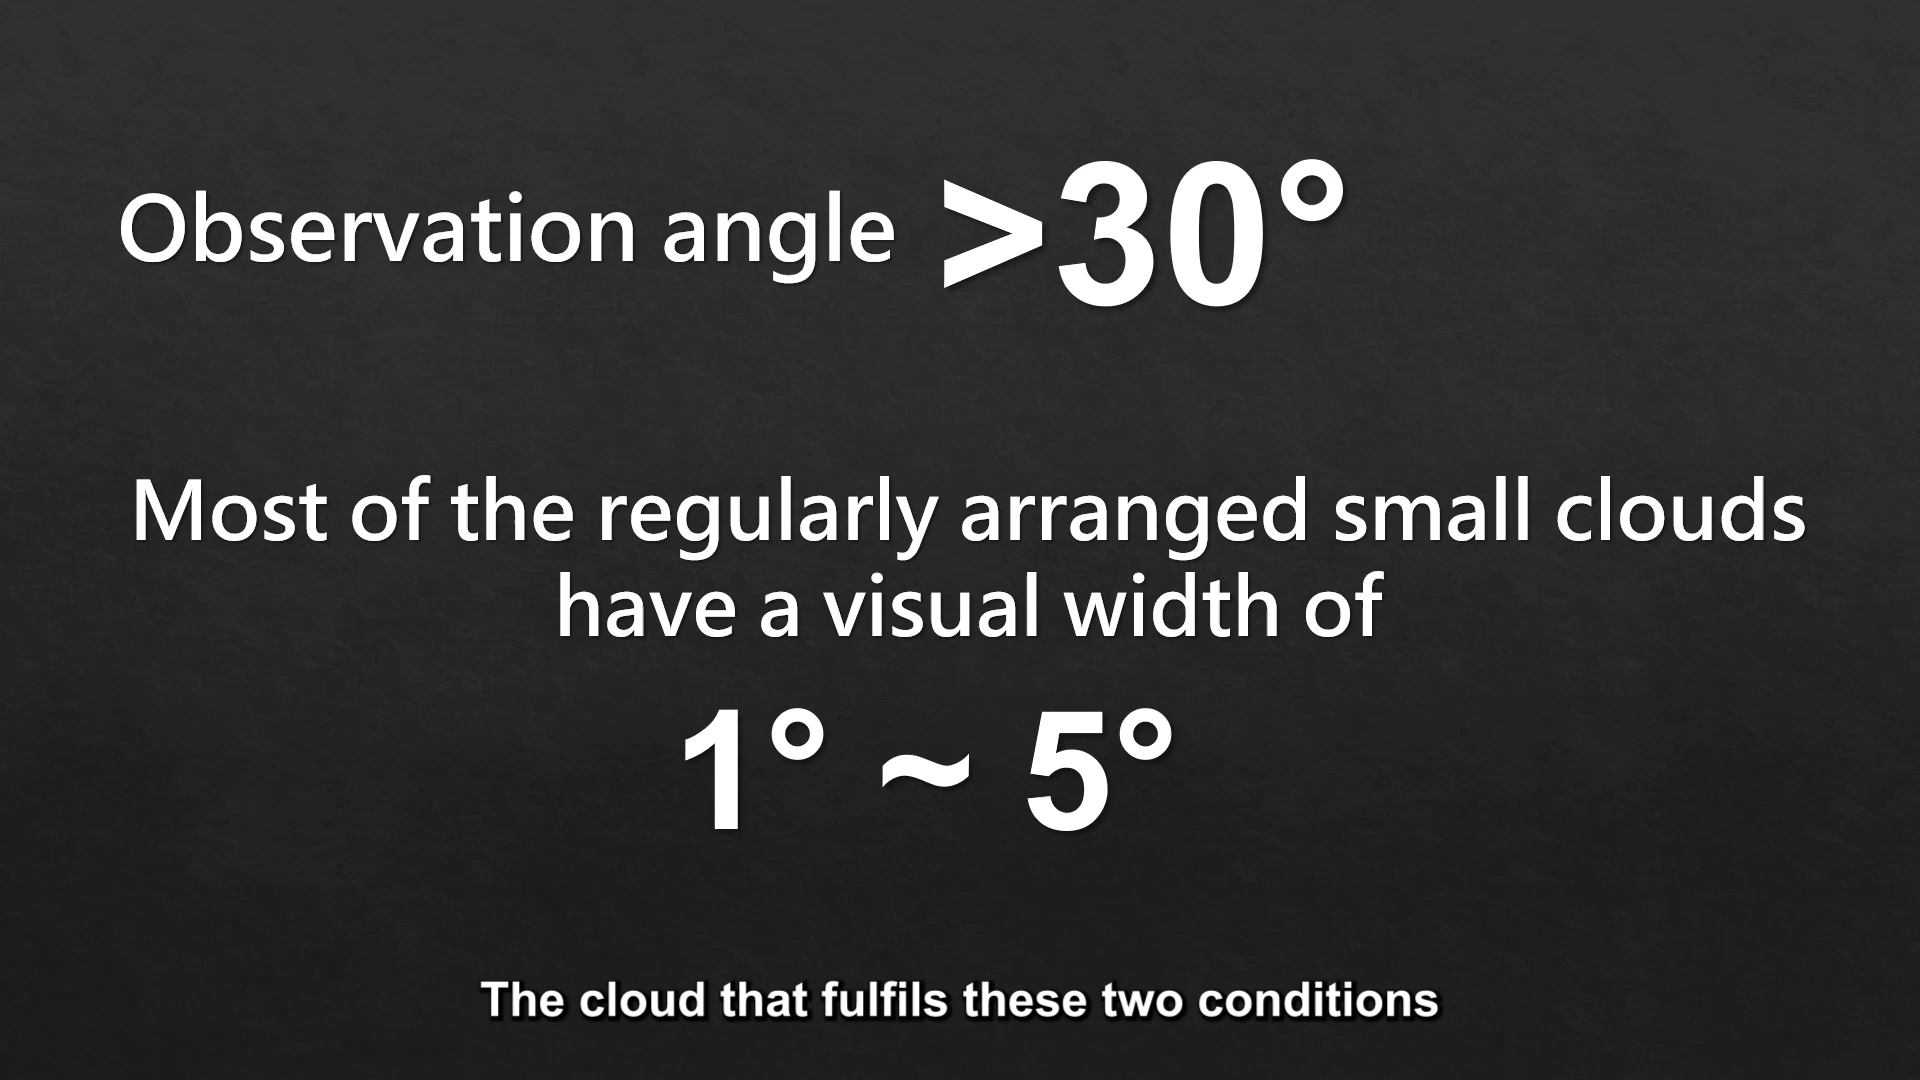 Observation angle >30°
Most of the regularly arranged small clouds
have a visual width of
1° ~ 5°
The cloud that fulfils these two conditions